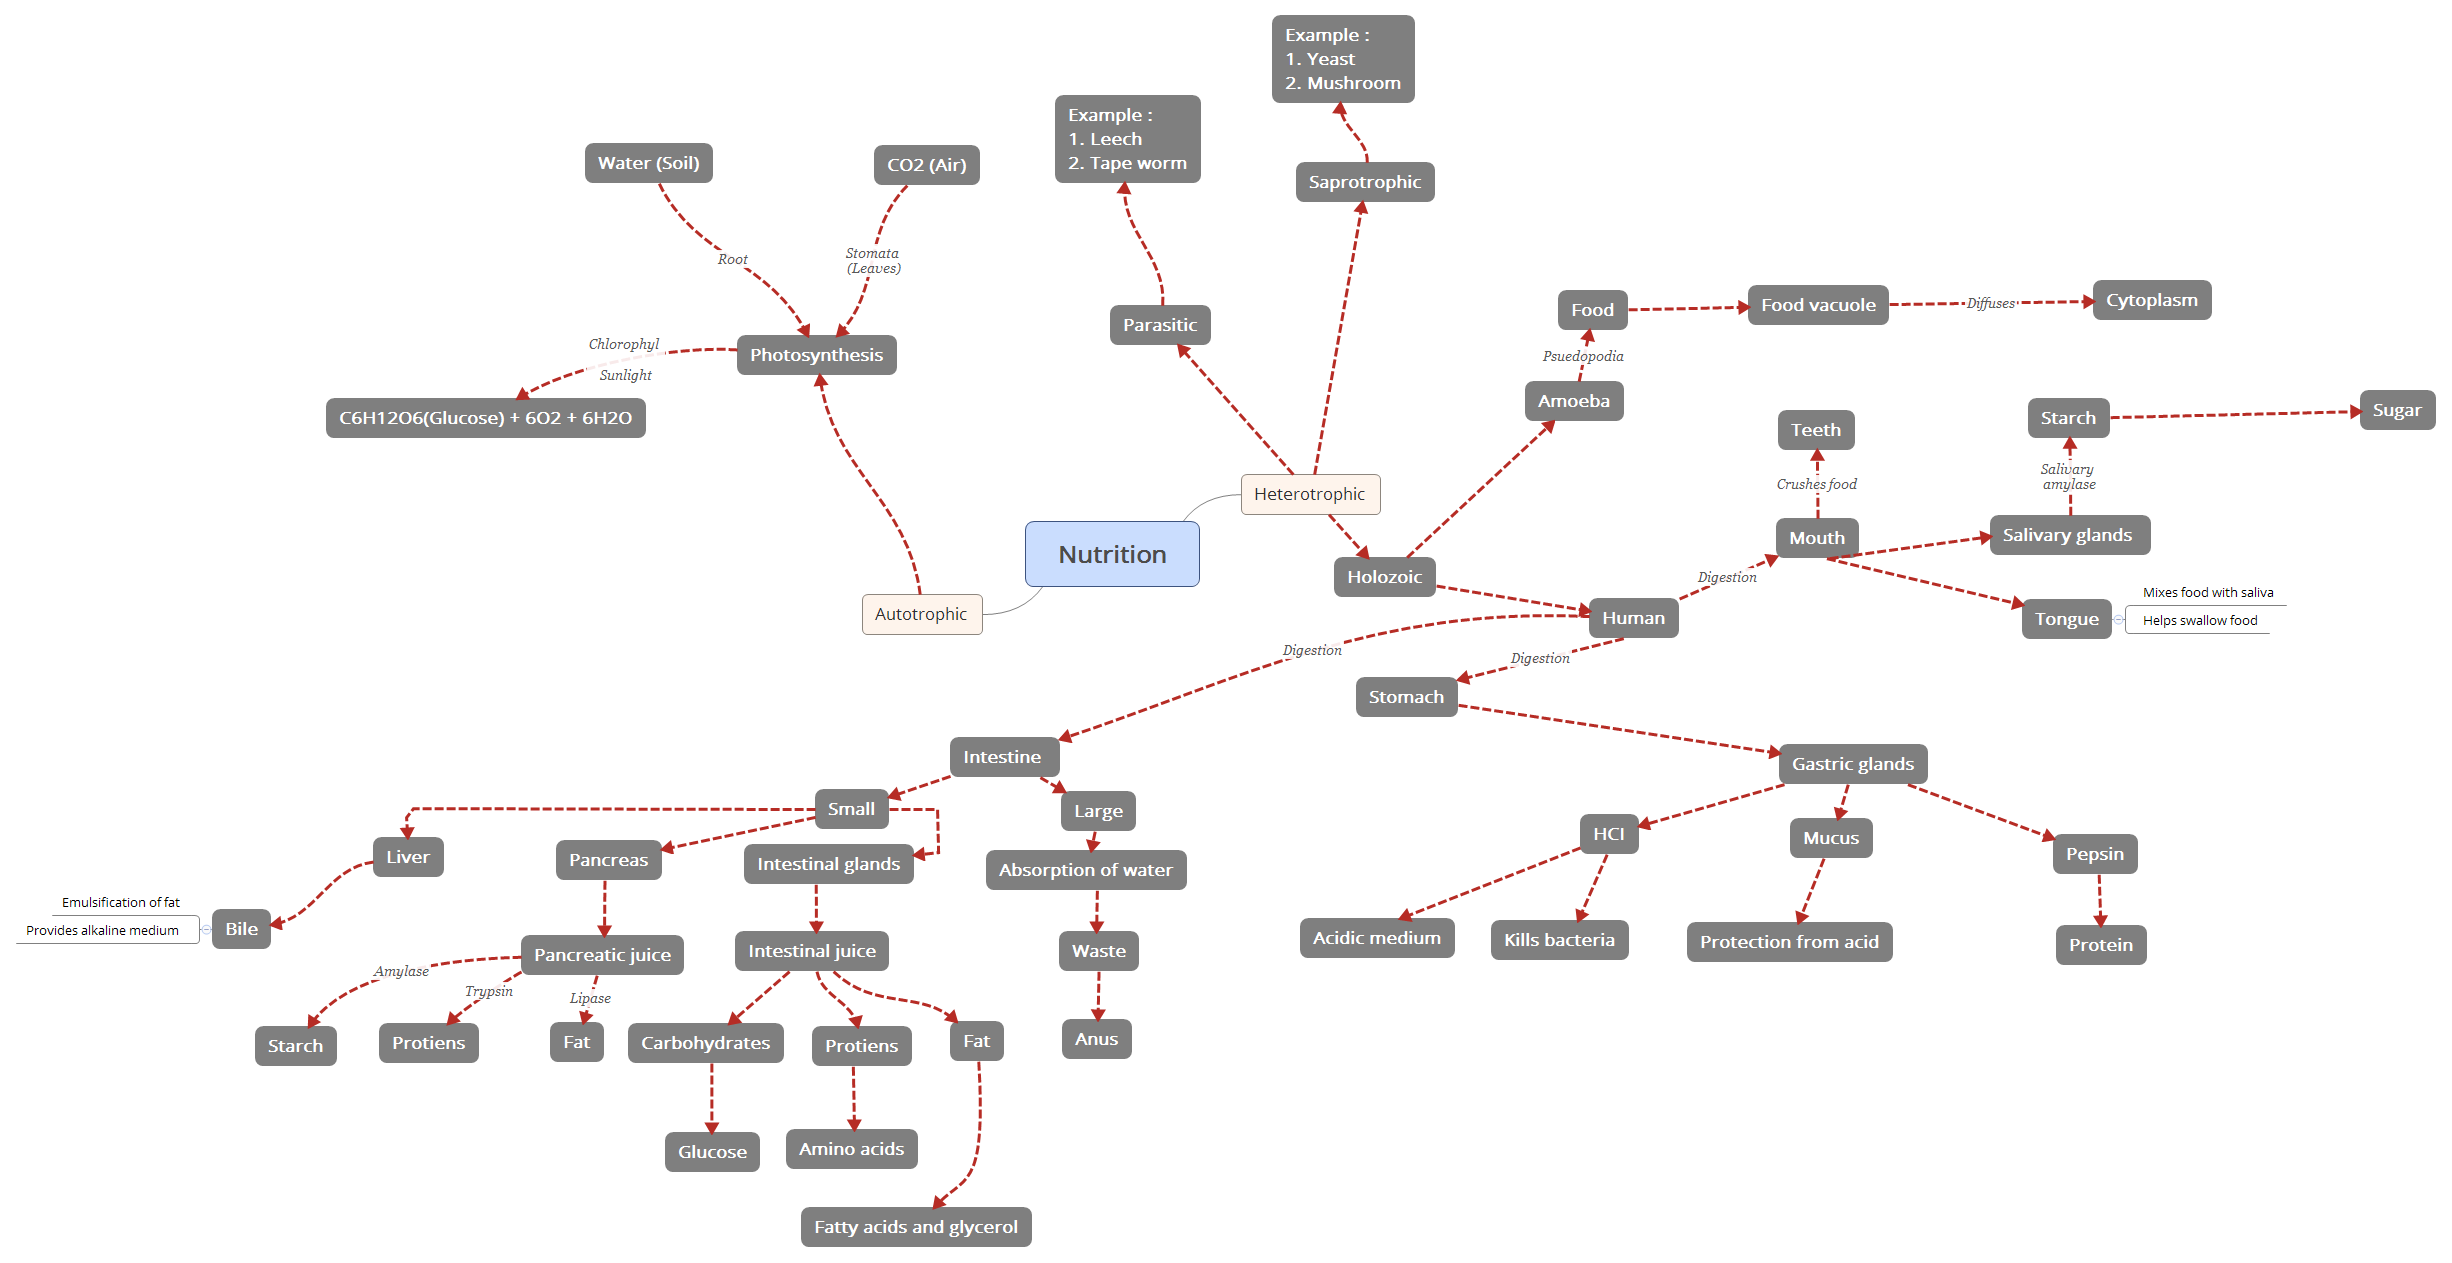 Example :
1. Yeast
2. Mushroom
Example :
1. Leech
2. Tape worm
Water (Soil)
CO2 (Air)
Saprotrophic
Root
Stomata
(Leaves)
Parasitic
Food
Food vacuole
Diffuses
Cytoplasm
Chlorophyl
Sunlight
Photosynthesis
Psuedopodia
C6H12O6(Glucose) + 6O2 + 6H2O
Amoeba
Teeth
Starch
Sugar
Crushes food
Salivary
amylase
Heterotrophic
Nutrition
Autotrophic
Mouth
Salivary glands
Holozoic
Digestion
Human
Tongue
Mixes food with saliva
Helps swallow food
Digestion
Digestion
Stomach
Intestine
Gastric glands
Small
Large
Liver
Pancreas
Intestinal glands
Absorption of water
HCl
Mucus
Pepsin
Emulsification of fat
Provides alkaline medium
Bile
Pancreatic juice
Intestinal juice
Waste
Acidic medium
Kills bacteria
Protection from acid
Protein
Amylase
Trypsin
Lipase
Starch
Protiens
Fat
Carbohydrates
Protiens
Fat
Anus
Glucose
Amino acids
Fatty acids and glycerol